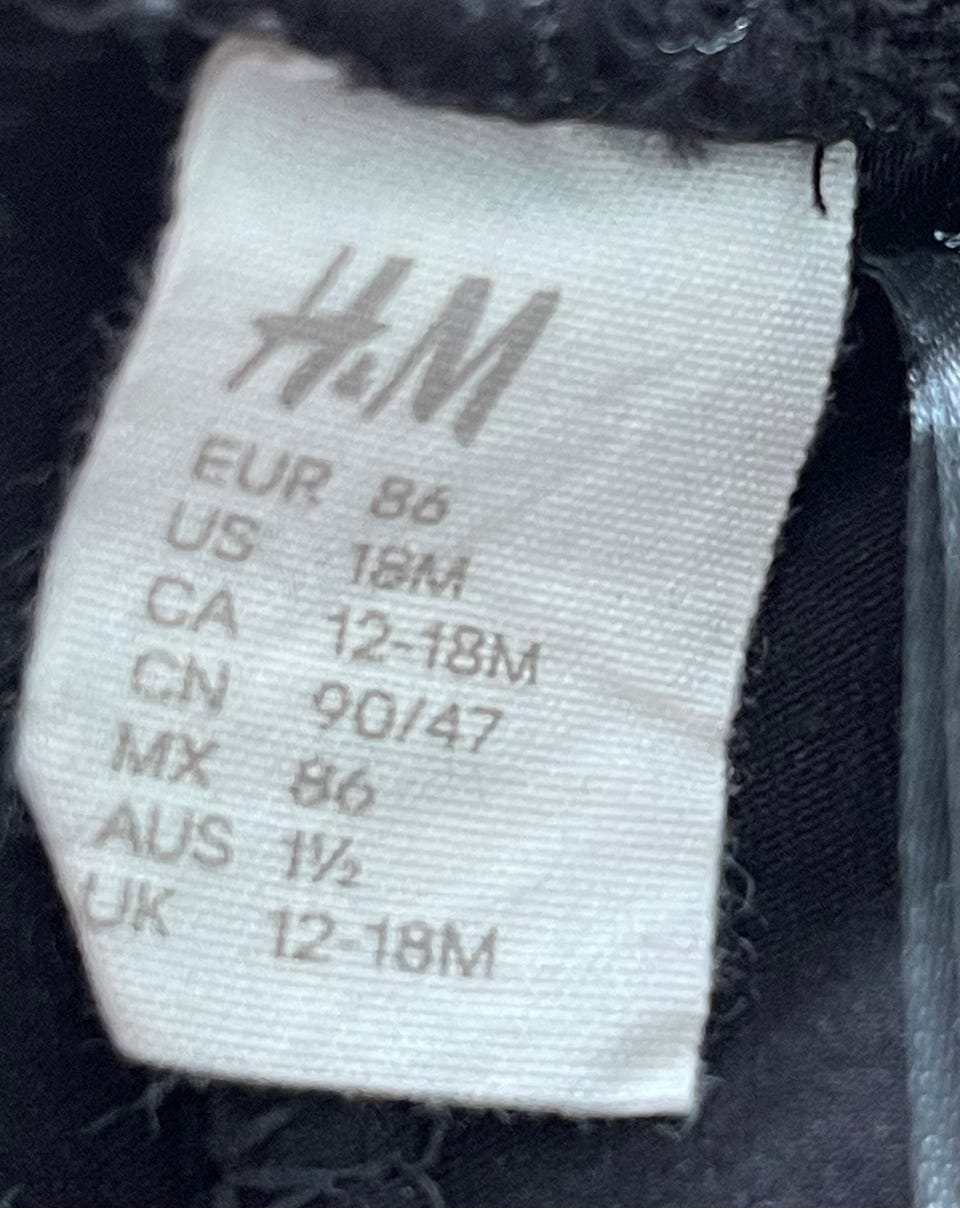 H&M
EUR 86
US 18M
CA 12-18M
CN 90/47
MX 86
AUS 1½
UK 12-18M